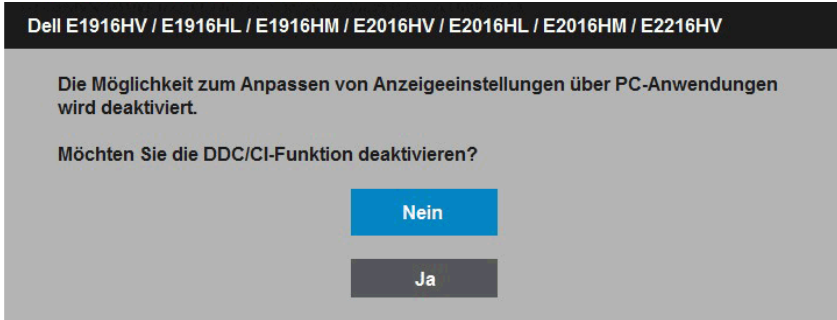 Dell E1916HV / E1916HL / E1916HM / E2016HV / E2016HL / E2016HM / E2216HV
Die Möglichkeit zum Anpassen von Anzeigeeinstellungen über PC-Anwendungen
wird deaktiviert.
Möchten Sie die DDC/CI-Funktion deaktivieren?
Nein
Ja